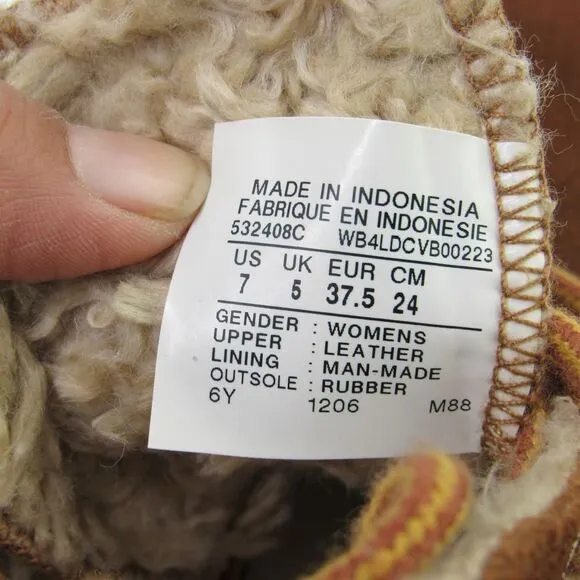 MADE IN INDONESIA
FABRIQUE EN INDONESIE
532408C WB4LDCVB00223
US UK EUR CM
7 5 37.5 24
GENDER : WOMENS
UPPER : LEATHER
LINING : MAN-MADE
OUTSOLE : RUBBER
6Y 1206 M88